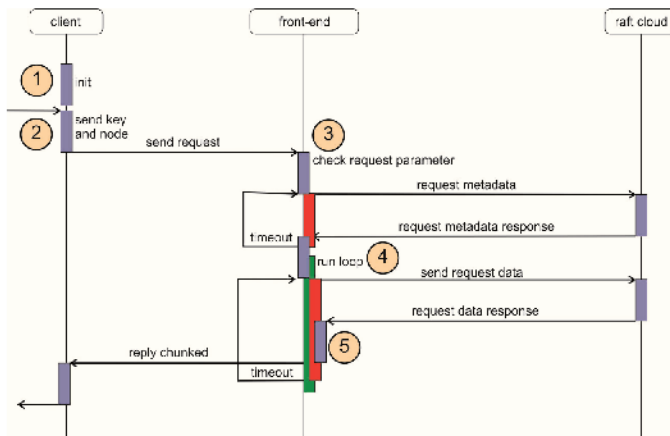 client
front-end
raft cloud
1
init
2
send key
and node
send request
3
check request parameter
request metadata
request metadata response
timeout
4
run loop
send request data
request data response
5
reply chunked
timeout